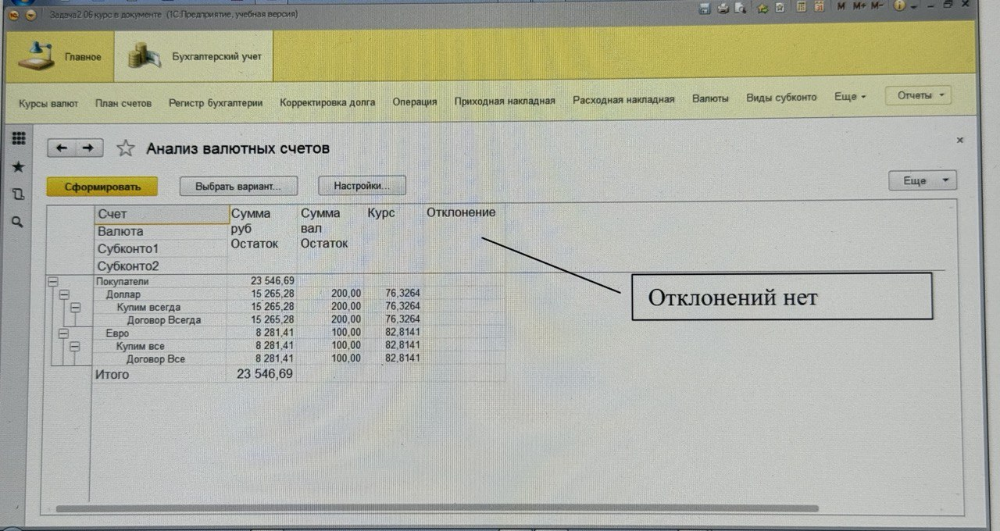 Задача2.06 курс в документе (1С:Предприятие, учебная версия)
M M+ M-
Главное
Бухгалтерский учет
Курсы валют План счетов Регистр бухгалтерии Корректировка долга Операция Приходная накладная Расходная накладная Валюты Виды субконто Еще Отчеты
Анализ валютных счетов
Сформировать Выбрать вариант... Настройки... Еще
Счет Сумма Сумма Курс Отклонение
Валюта руб вал
Субконто1 Остаток Остаток
Субконто2
Покупатели 23 546,69
Доллар 15 265,28 200,00 76,3264
Купим всегда 15 265,28 200,00 76,3264
Договор Всегда 15 265,28 200,00 76,3264
Евро 8 281,41 100,00 82,8141
Купим все 8 281,41 100,00 82,8141
Договор Все 8 281,41 100,00 82,8141
Итого 23 546,69
Отклонений нет